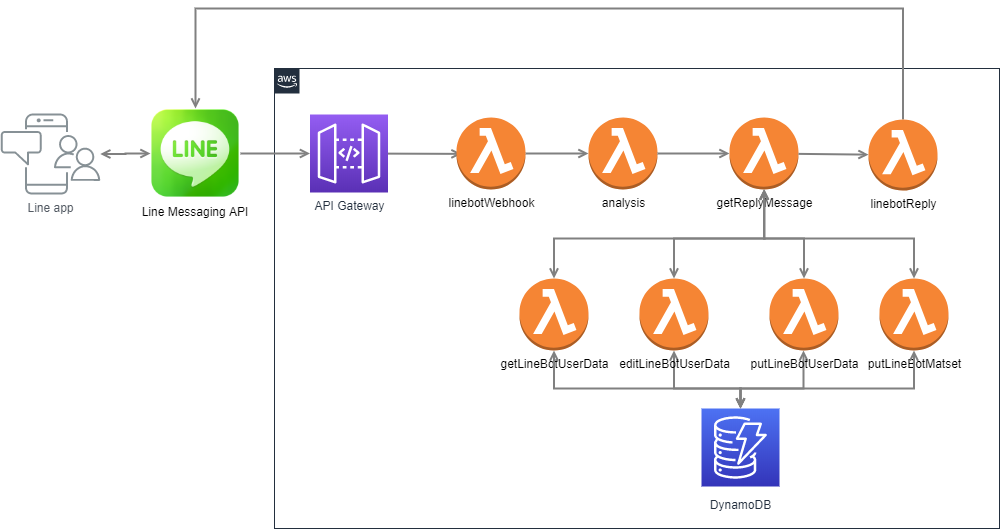 aws
LINE
</>
Line app
Line Messaging API
API Gateway
linebotWebhook
analysis
getReplyMessage
linebotReply
getLineBotUserData
editLineBotUserData
putLineBotUserData
putLineBotMatset
DynamoDB